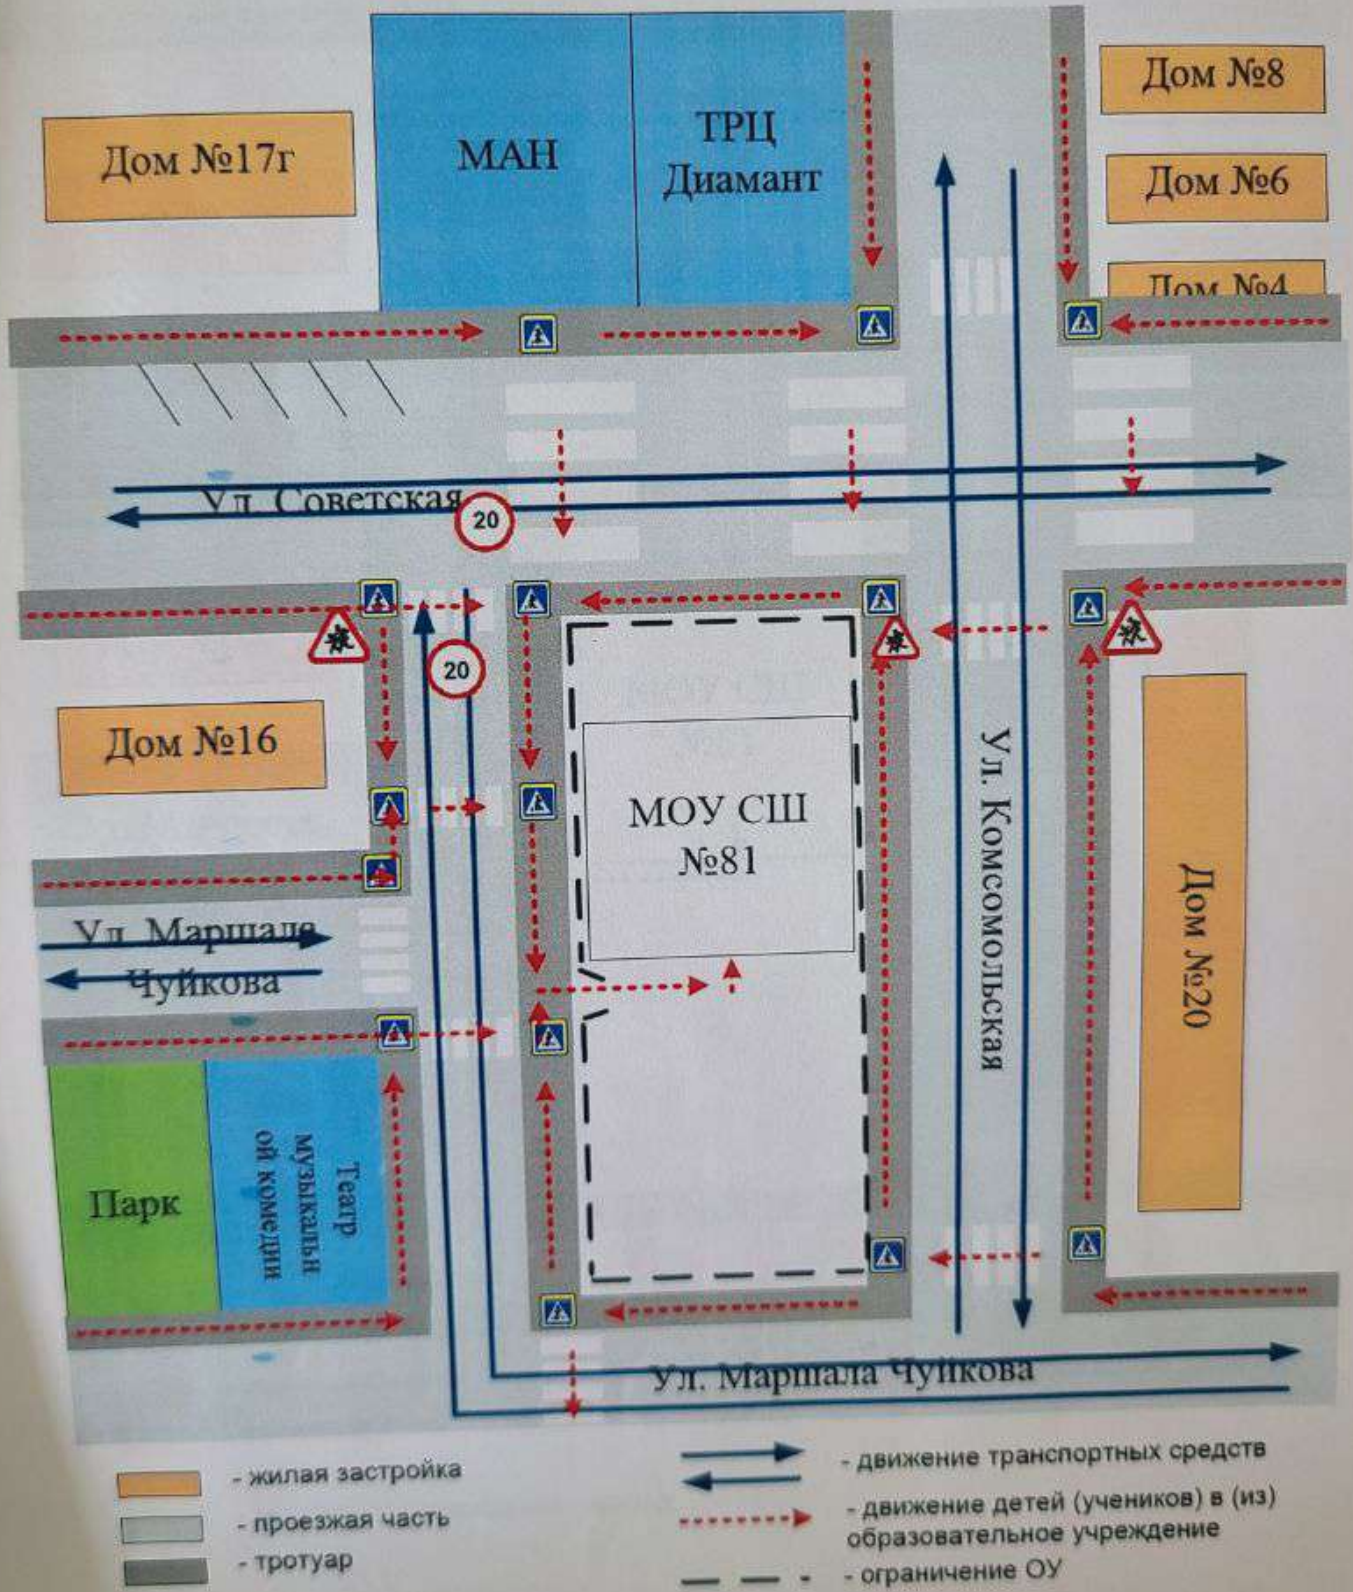 Дом №8
ТРЦ
Диамант
МАН
Дом №17г
Дом №6
Дом №4
Ул. Советская
20
20
Дом №16
МОУ СШ
№81
Ул. Комсомольская
Дом №20
Ул. Маршала
Чуйкова
Парк
Театр
музыкальн
ой комедии
Ул. Маршала Чуйкова
- жилая застройка
- проезжая часть
- тротуар
- движение транспортных средств
- движение детей (учеников) в (из)
образовательное учреждение
- ограничение ОУ